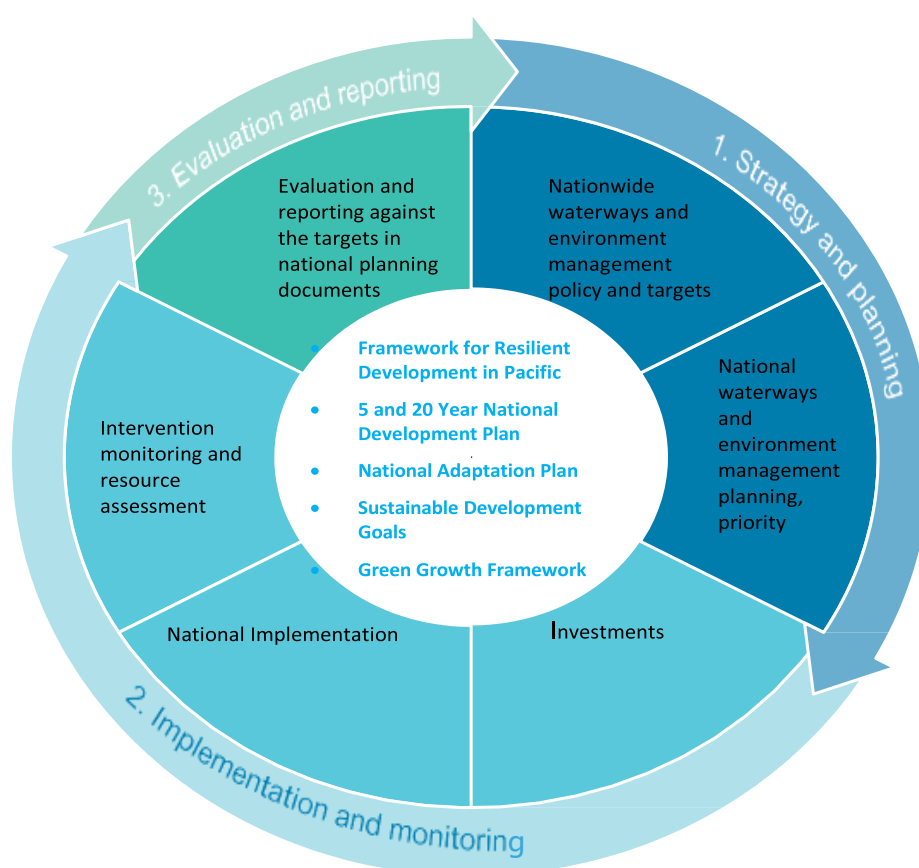 3. Evaluation and reporting
1. Strategy and planning
Evaluation and
reporting against
the targets in
national planning
documents
Nationwide
waterways and
environment
management
policy and targets
National
waterways
and
environment
management
planning,
priority
Investments
National Implementation
Intervention
monitoring and
resource
assessment
2. Implementation and monitoring
• Framework for Resilient
Development in Pacific
• 5 and 20 Year National
Development Plan
• National Adaptation Plan
• Sustainable Development
Goals
• Green Growth Framework